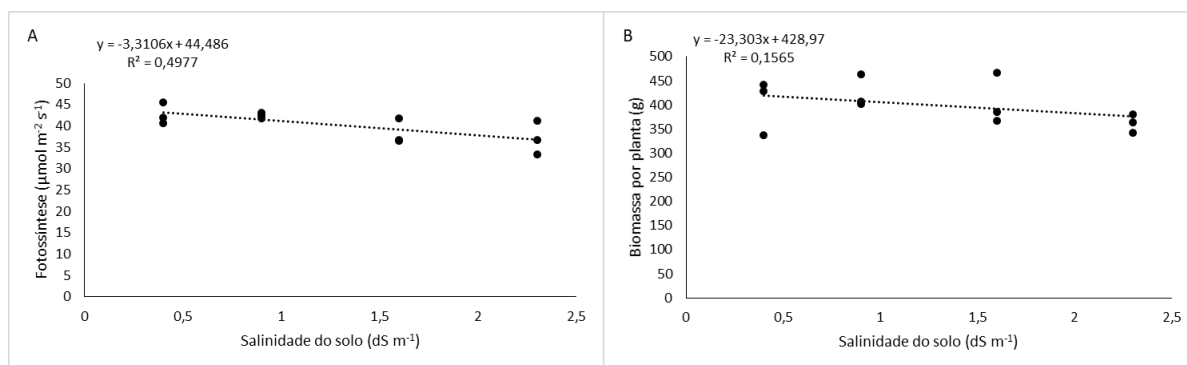 A
y = -3,3106x + 44,486
R² = 0,4977
50
45
40
35
30
25
20
15
10
5
0
Fotossíntese (µmol m⁻² s⁻¹)
0 0,5 1 1,5 2 2,5
Salinidade do solo (dS m⁻¹)
B
y = -23,303x + 428,97
R² = 0,1565
500
450
400
350
300
250
200
150
100
50
0
Biomassa por planta (g)
0 0,5 1 1,5 2 2,5
Salinidade do solo (dS m⁻¹)